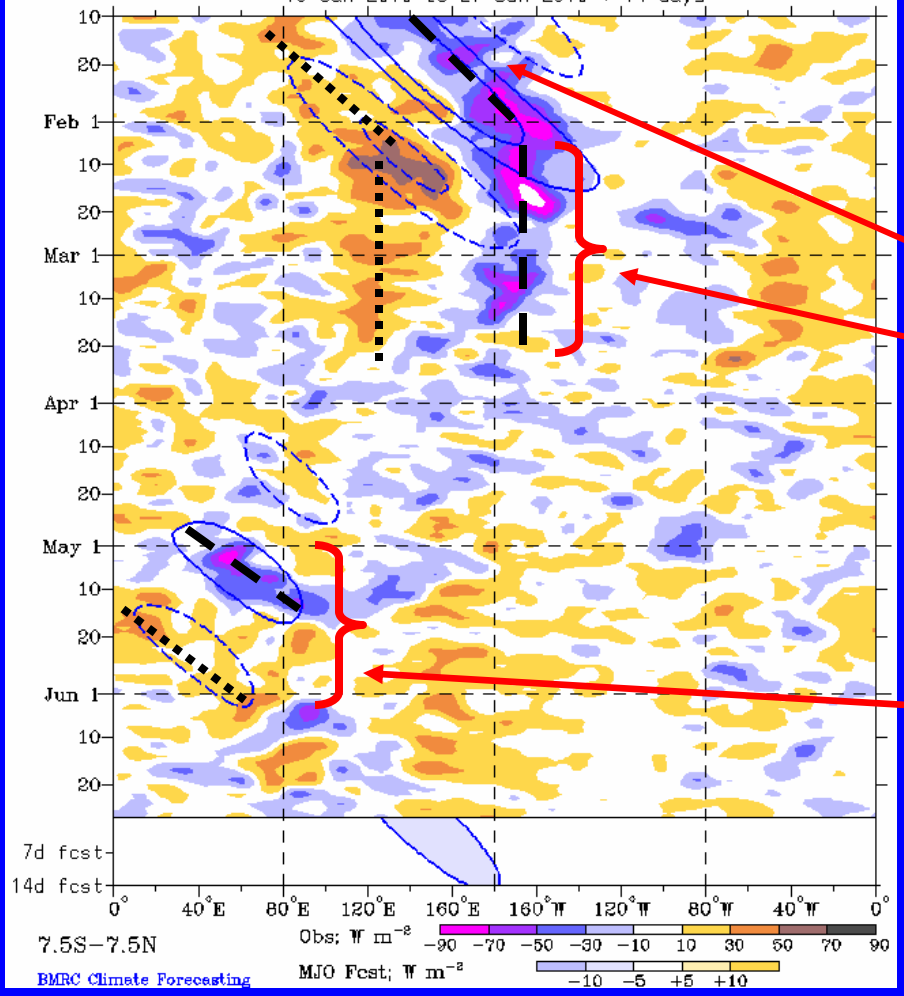 10
20
Feb 1
10
20
Mar 1
10
20
Apr 1
10
20
May 1
10
20
Jun 1
10
20
7d fcst
14d fcst
0° 40°E 80°E 120°E 160°E 160°W 120°W 80°W 40°W 0°
7.5S-7.5N
Obs; W m⁻²
-90 -70 -50 -30 -10 10 30 50 70 90
BMRC Climate Forecasting
MJO Fcst; W m⁻²
-10 -5 +5 +10